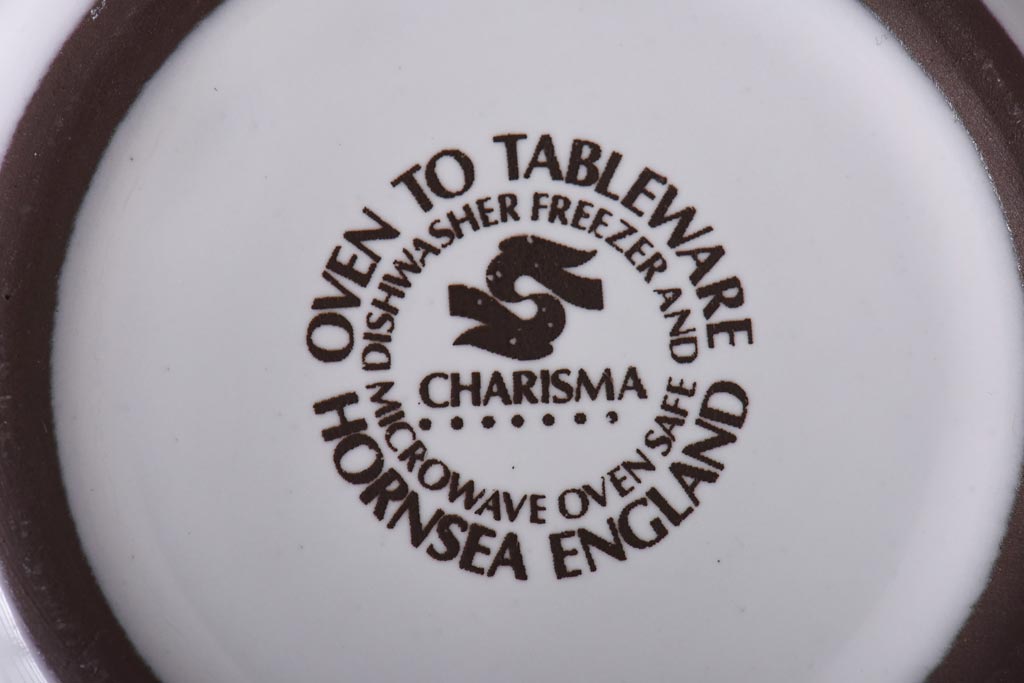 OVEN TO TABLEWARE
DISHWASHER FREEZER AND
CHARISMA
MICROWAVE OVEN SAFE
HORNSEA ENGLAND